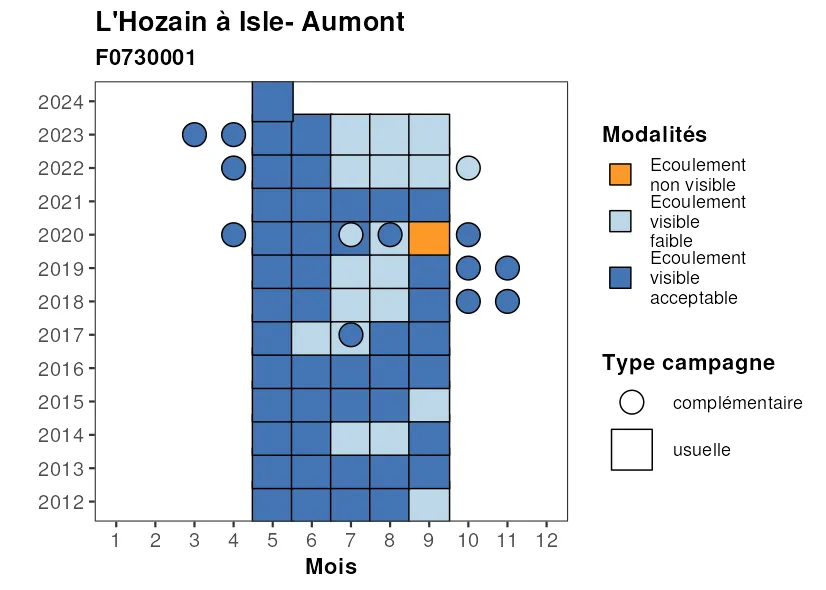 L'Hozain à Isle- Aumont
F0730001
2024
2023
2022
2021
2020
2019
2018
2017
2016
2015
2014
2013
2012
1 2 3 4 5 6 7 8 9 10 11 12
Mois
Modalités
Ecoulement
non visible
Ecoulement
visible
faible
Ecoulement
visible
acceptable
Type campagne
complémentaire
usuelle